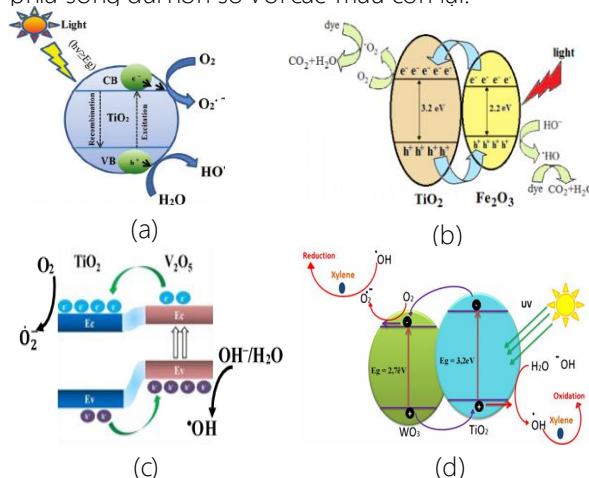 phía sóng dài hơn so với các mẫu còn lại.
Light
(hν≥Eg)
CB
e⁻
O₂
O₂·⁻
Recombination
TiO₂
Excitation
VB
h⁺
HO·
H₂O
(a)
dye
·O₂
CO₂+H₂O
O₂
e⁻ e⁻ e⁻ e⁻
e⁻ e⁻ e⁻ e⁻
light
3.2 eV
2.2 eV
HO⁻
·HO
h⁺ h⁺ h⁺ h⁺
h⁺ h⁺ h⁺ h⁺
dye
CO₂+H₂O
TiO₂
Fe₂O₃
(b)
O₂
TiO₂
V₂O₅
Ec
Ec
Ȯ₂⁻
OH⁻/H₂O
Ev
Ev
•OH
(c)
Reduction
·OH
Xylene
O₂
O₂·⁻
UV
Eg = 2,7eV
Eg = 3,2eV
H₂O
⁻OH
Oxidation
·OH
Xylene
WO₃
TiO₂
(d)